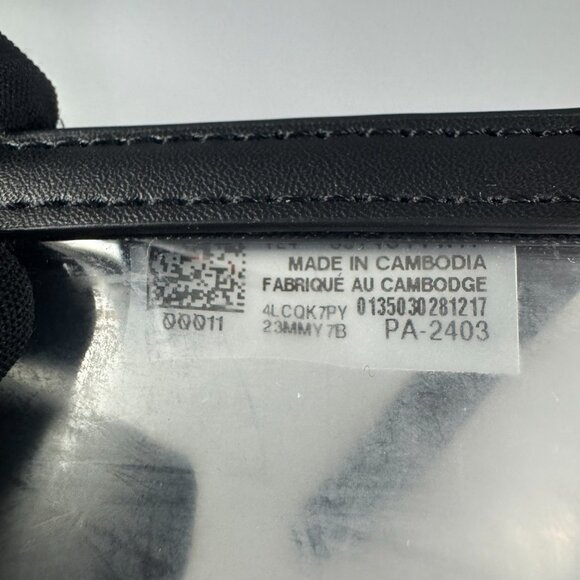 MADE IN CAMBODIA
FABRIQUÉ AU CAMBODGE
4LCQK7PY 0135030281217
00011 23MMY7B PA-2403